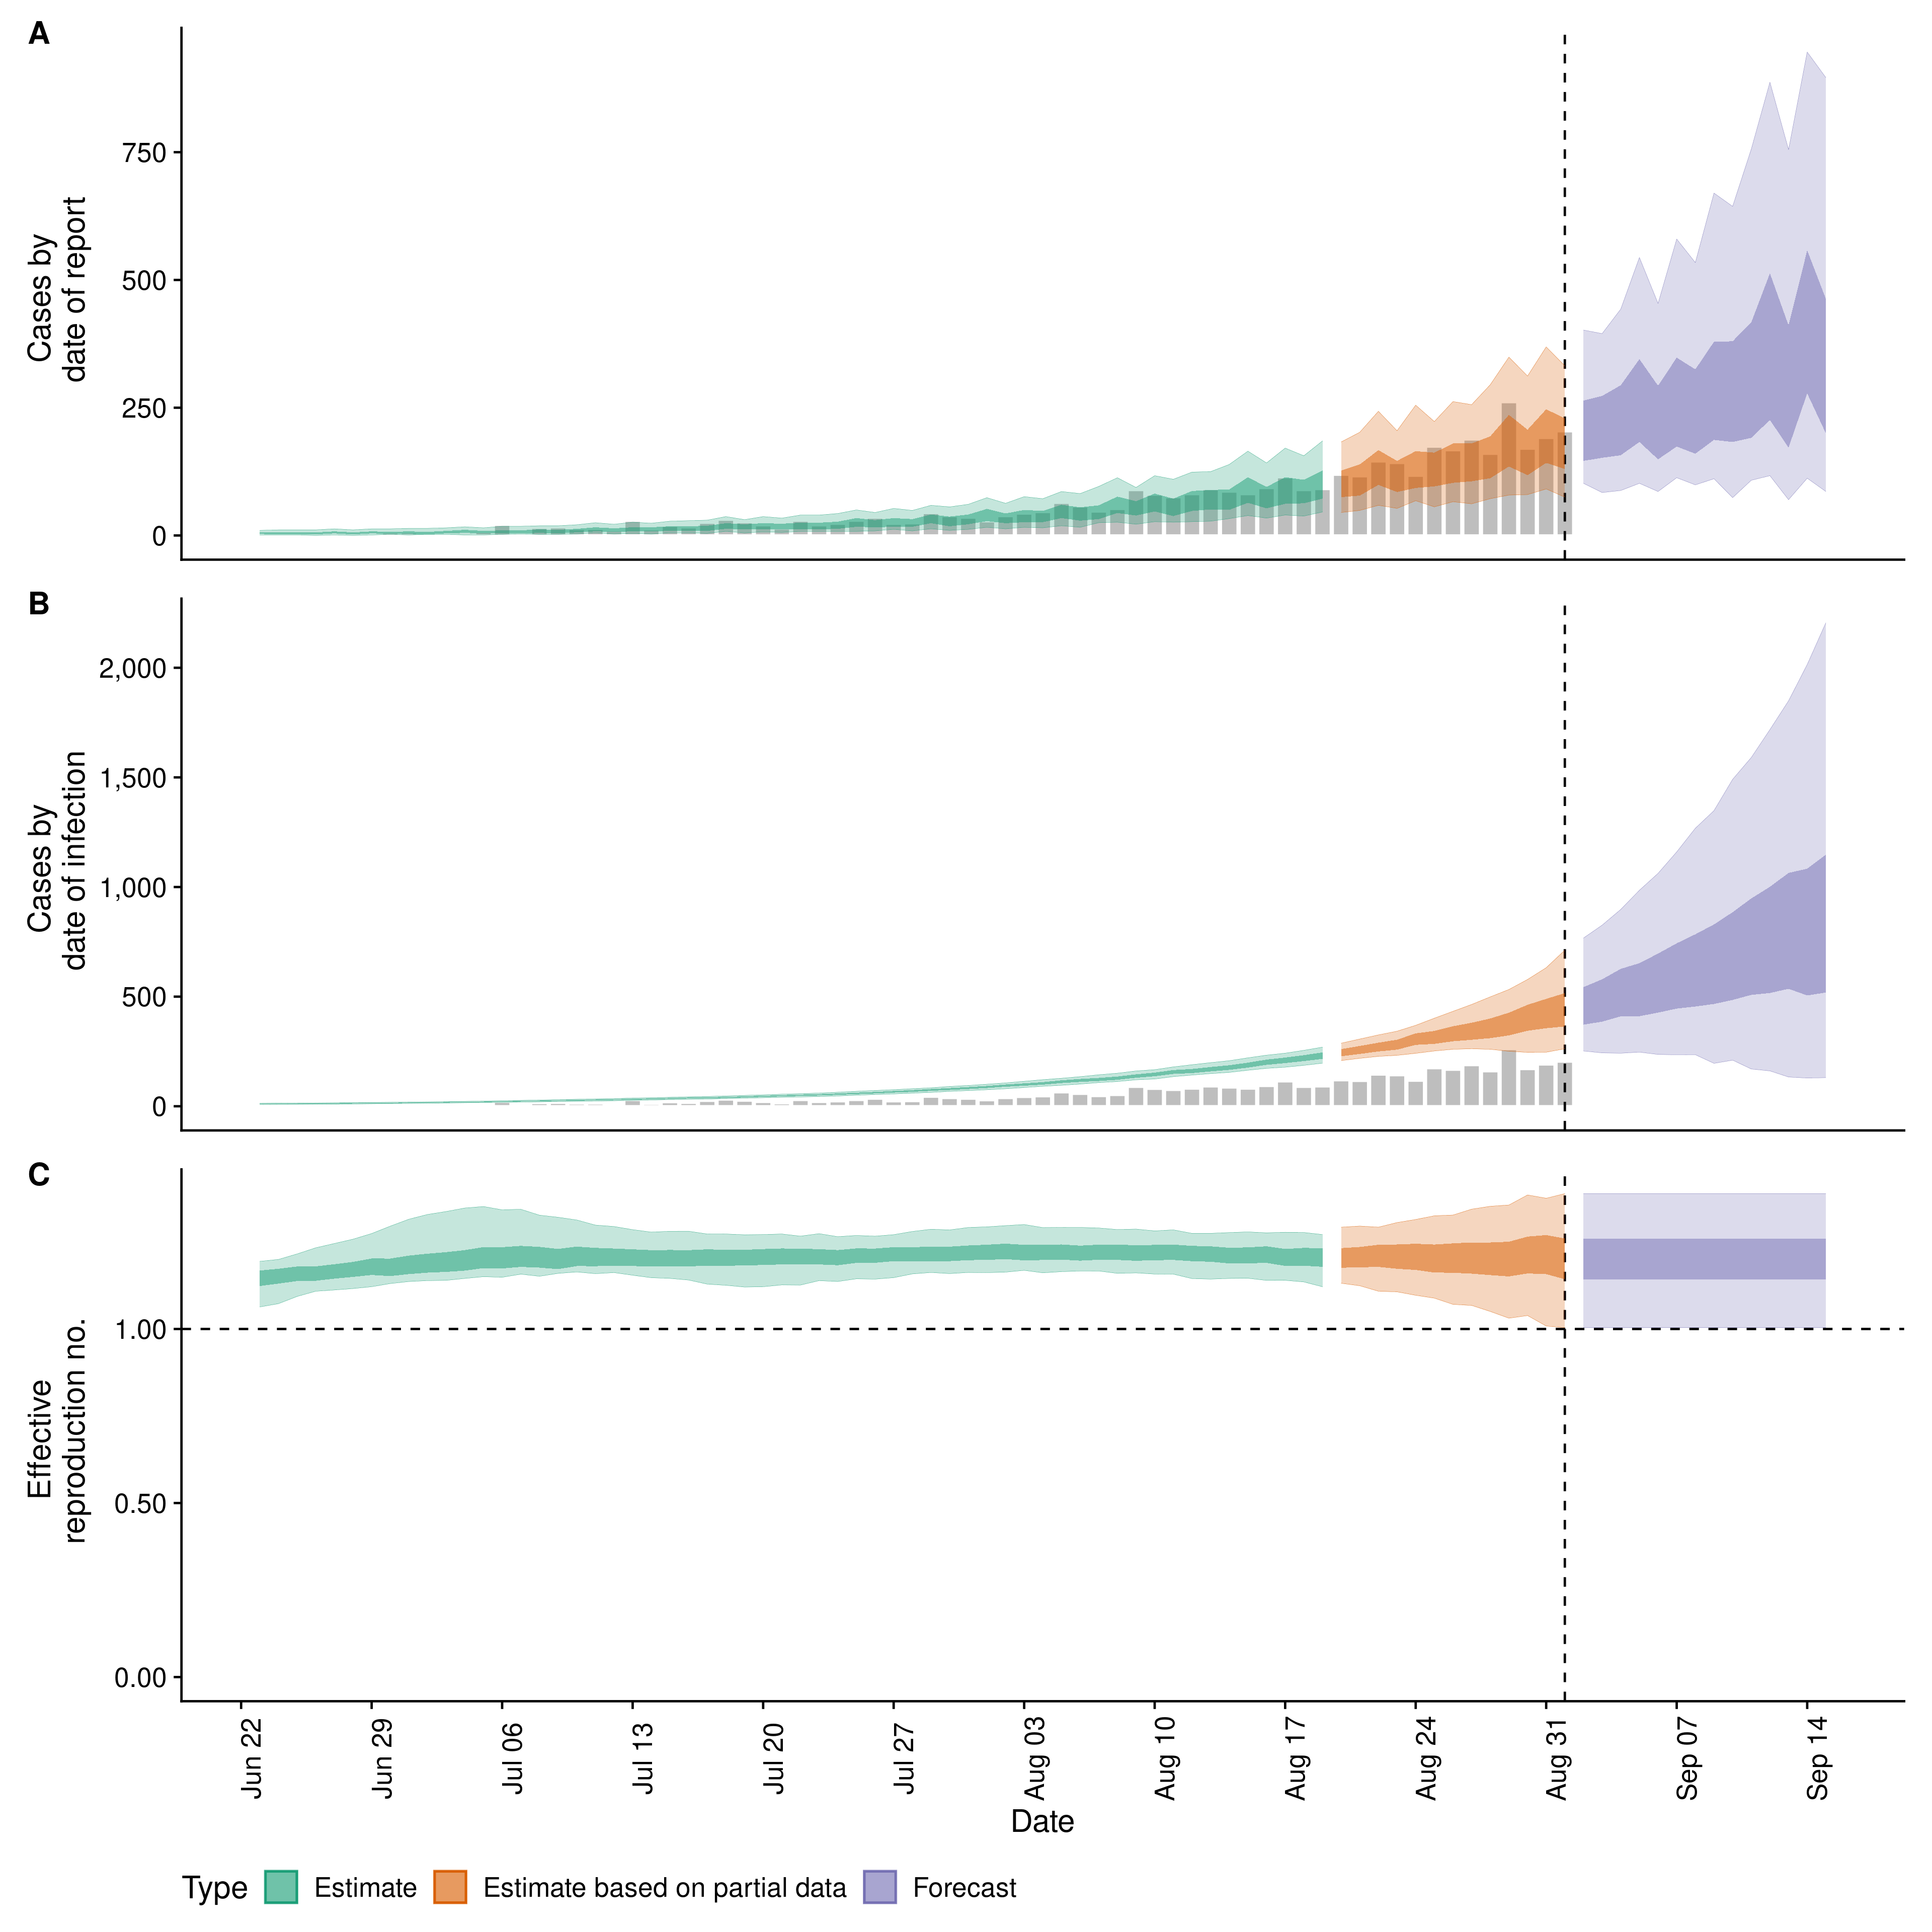 A
Cases by
date of report
750
500
250
0
B
Cases by
date of infection
2,000
1,500
1,000
500
0
C
Effective
reproduction no.
1.00
0.50
0.00
Jun 22
Jun 29
Jul 06
Jul 13
Jul 20
Jul 27
Aug 03
Aug 10
Aug 17
Aug 24
Aug 31
Sep 07
Sep 14
Date
Type Estimate Estimate based on partial data Forecast